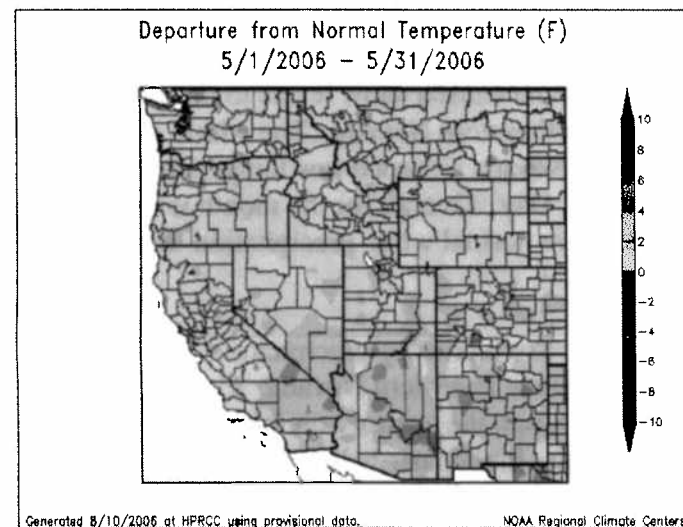 Departure from Normal Temperature (F)
5/1/2006 – 5/31/2006
10
8
6
4
2
0
-2
-4
-6
-8
-10
Generated 8/10/2006 at HPRCC using provisional data.
NOAA Regional Climate Centers